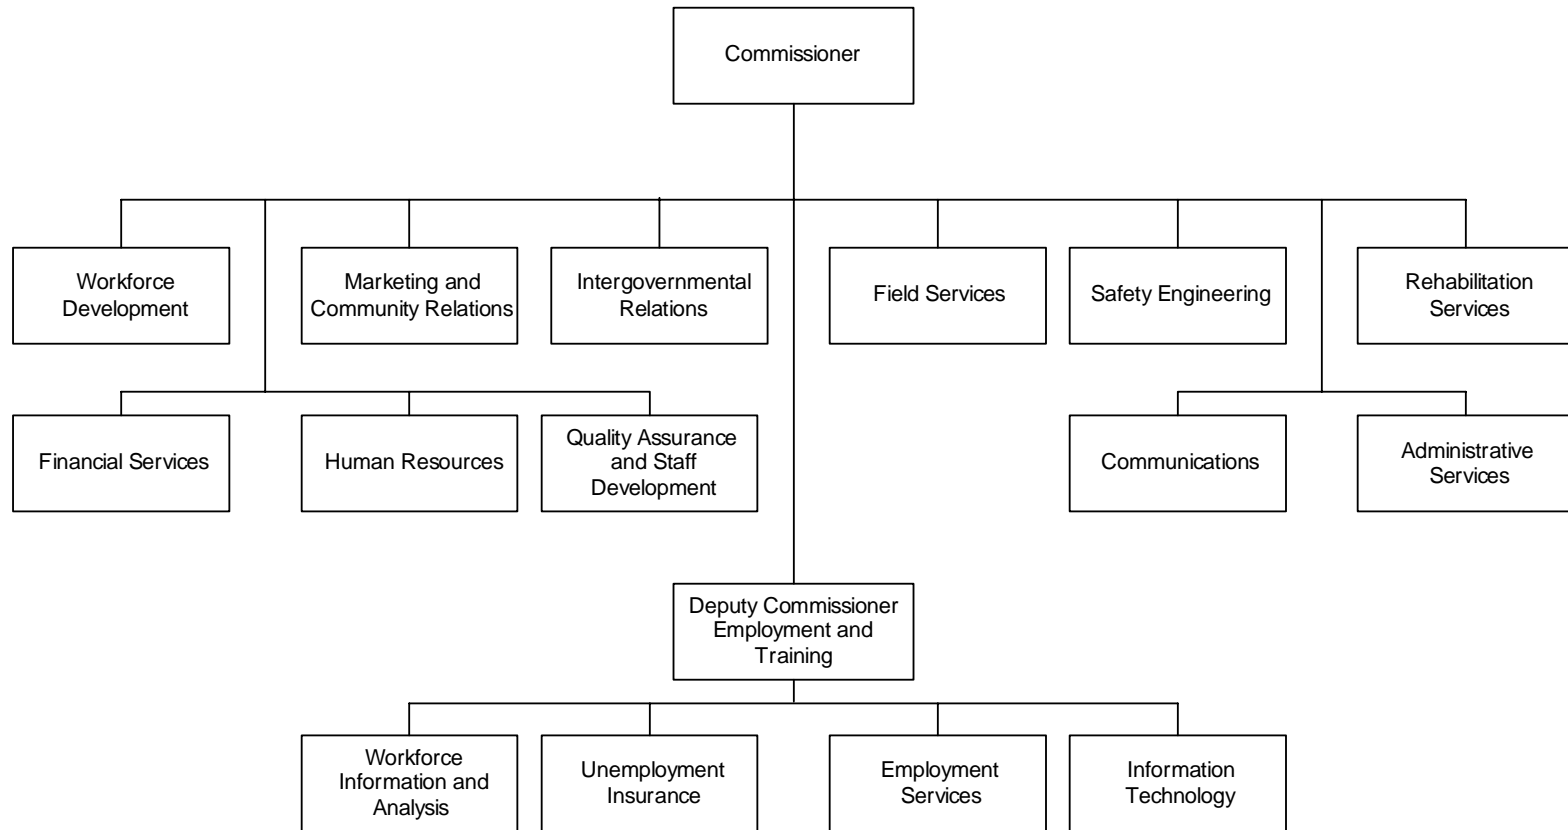 Commissioner
Workforce
Development
Marketing and
Community Relations
Intergovernmental
Relations
Field Services
Safety Engineering
Rehabilitation
Services
Financial Services
Human Resources
Quality Assurance
and Staff
Development
Communications
Administrative
Services
Deputy Commissioner
Employment and
Training
Workforce
Information and
Analysis
Unemployment
Insurance
Employment
Services
Information
Technology